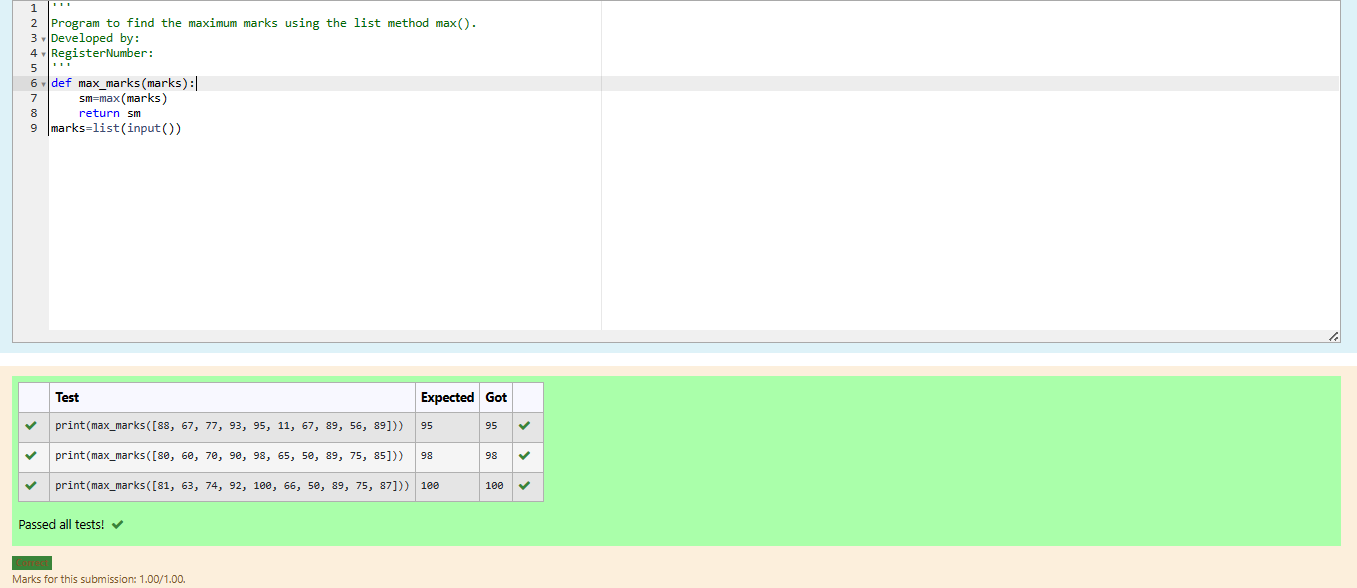 1 '''
2 Program to find the maximum marks using the list method max().
3 Developed by:
4 RegisterNumber:
5 '''
6 def max_marks(marks):
7 sm=max(marks)
8 return sm
9 marks=list(input())
Test Expected Got
print(max_marks([88, 67, 77, 93, 95, 11, 67, 89, 56, 89])) 95 95
print(max_marks([80, 60, 70, 90, 98, 65, 50, 89, 75, 85])) 98 98
print(max_marks([81, 63, 74, 92, 100, 66, 50, 89, 75, 87])) 100 100
Passed all tests!
Marks for this submission: 1.00/1.00.